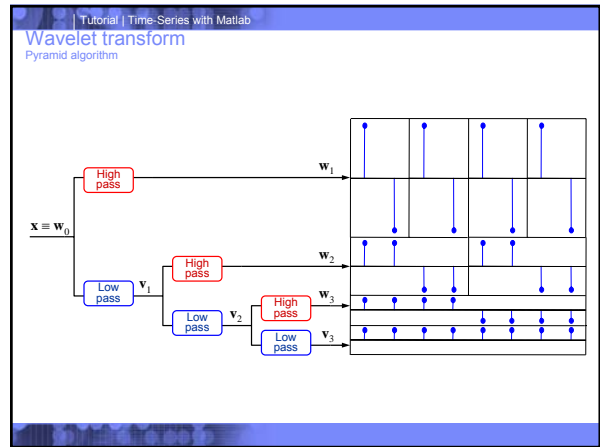 Tutorial | Time-Series with Matlab
Wavelet transform
Pyramid algorithm
High
pass
w₁
x ≡ w₀
High
pass
w₂
Low
pass
v₁
High
pass
w₃
Low
pass
v₂
Low
pass
v₃